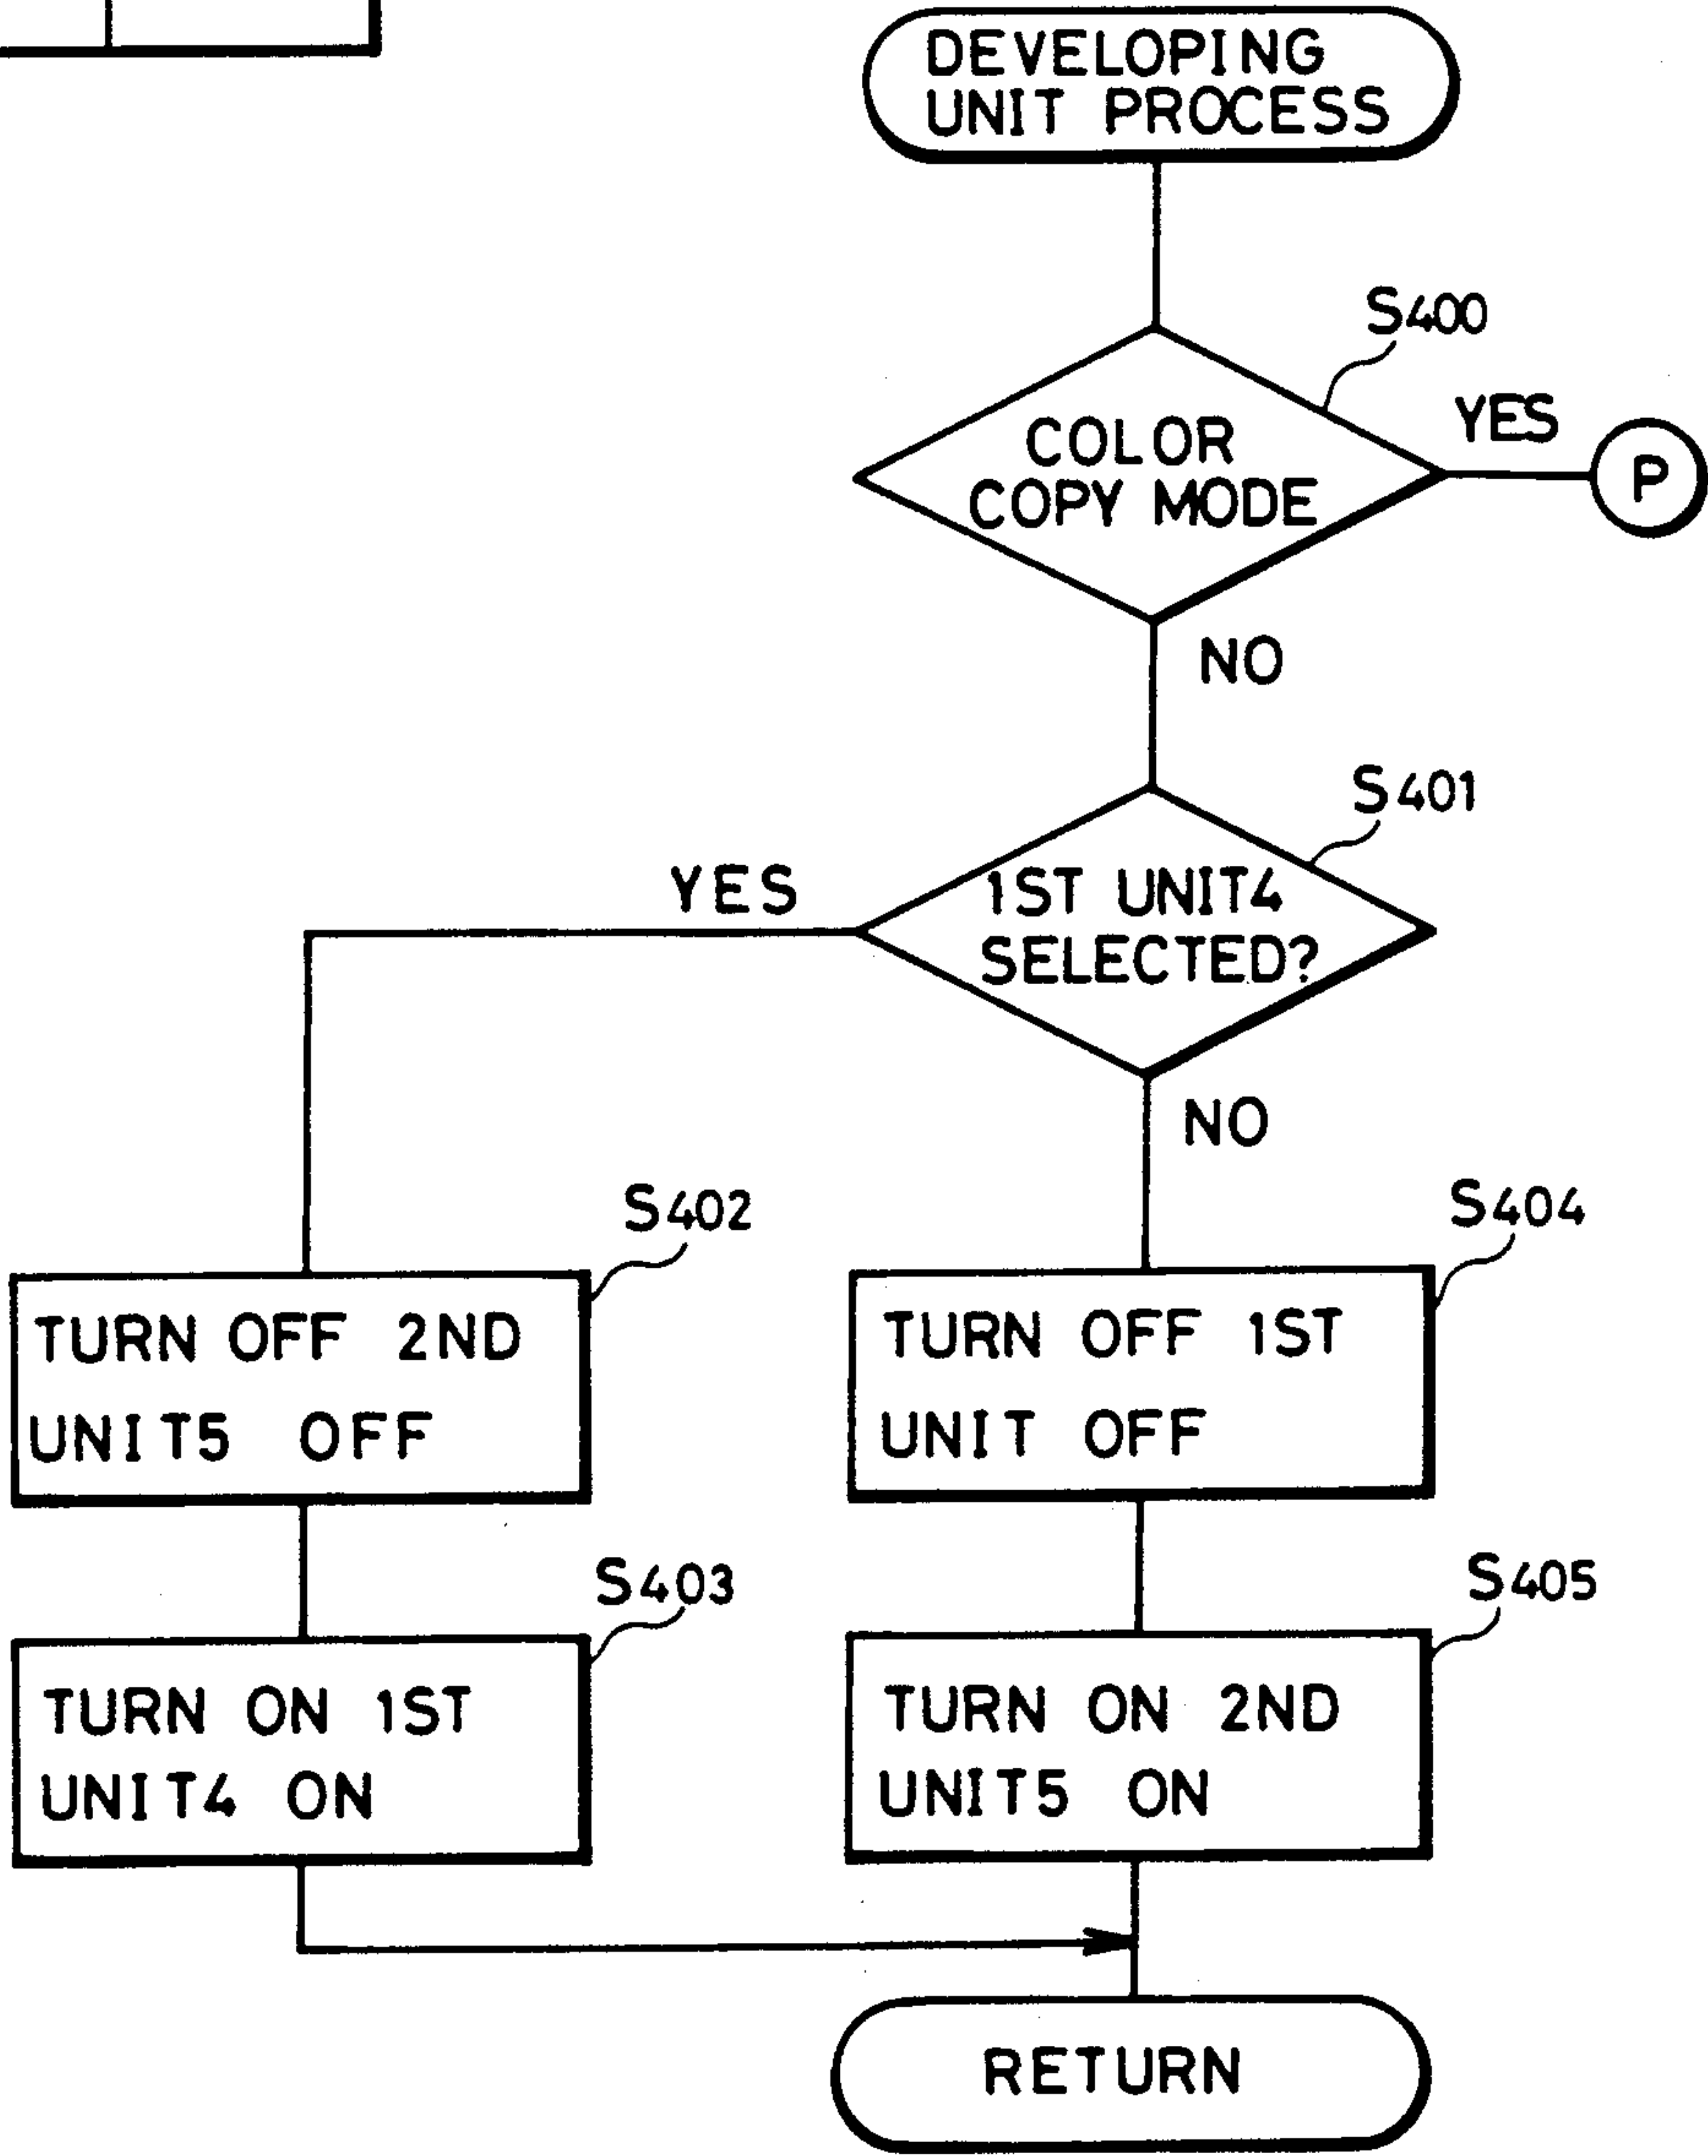 DEVELOPING
UNIT PROCESS
S400
COLOR
COPY MODE
YES
P
NO
S401
1ST UNIT4
SELECTED?
YES
NO
S402
TURN OFF 2ND
UNIT5 OFF
S404
TURN OFF 1ST
UNIT OFF
S403
TURN ON 1ST
UNIT4 ON
S405
TURN ON 2ND
UNIT5 ON
RETURN